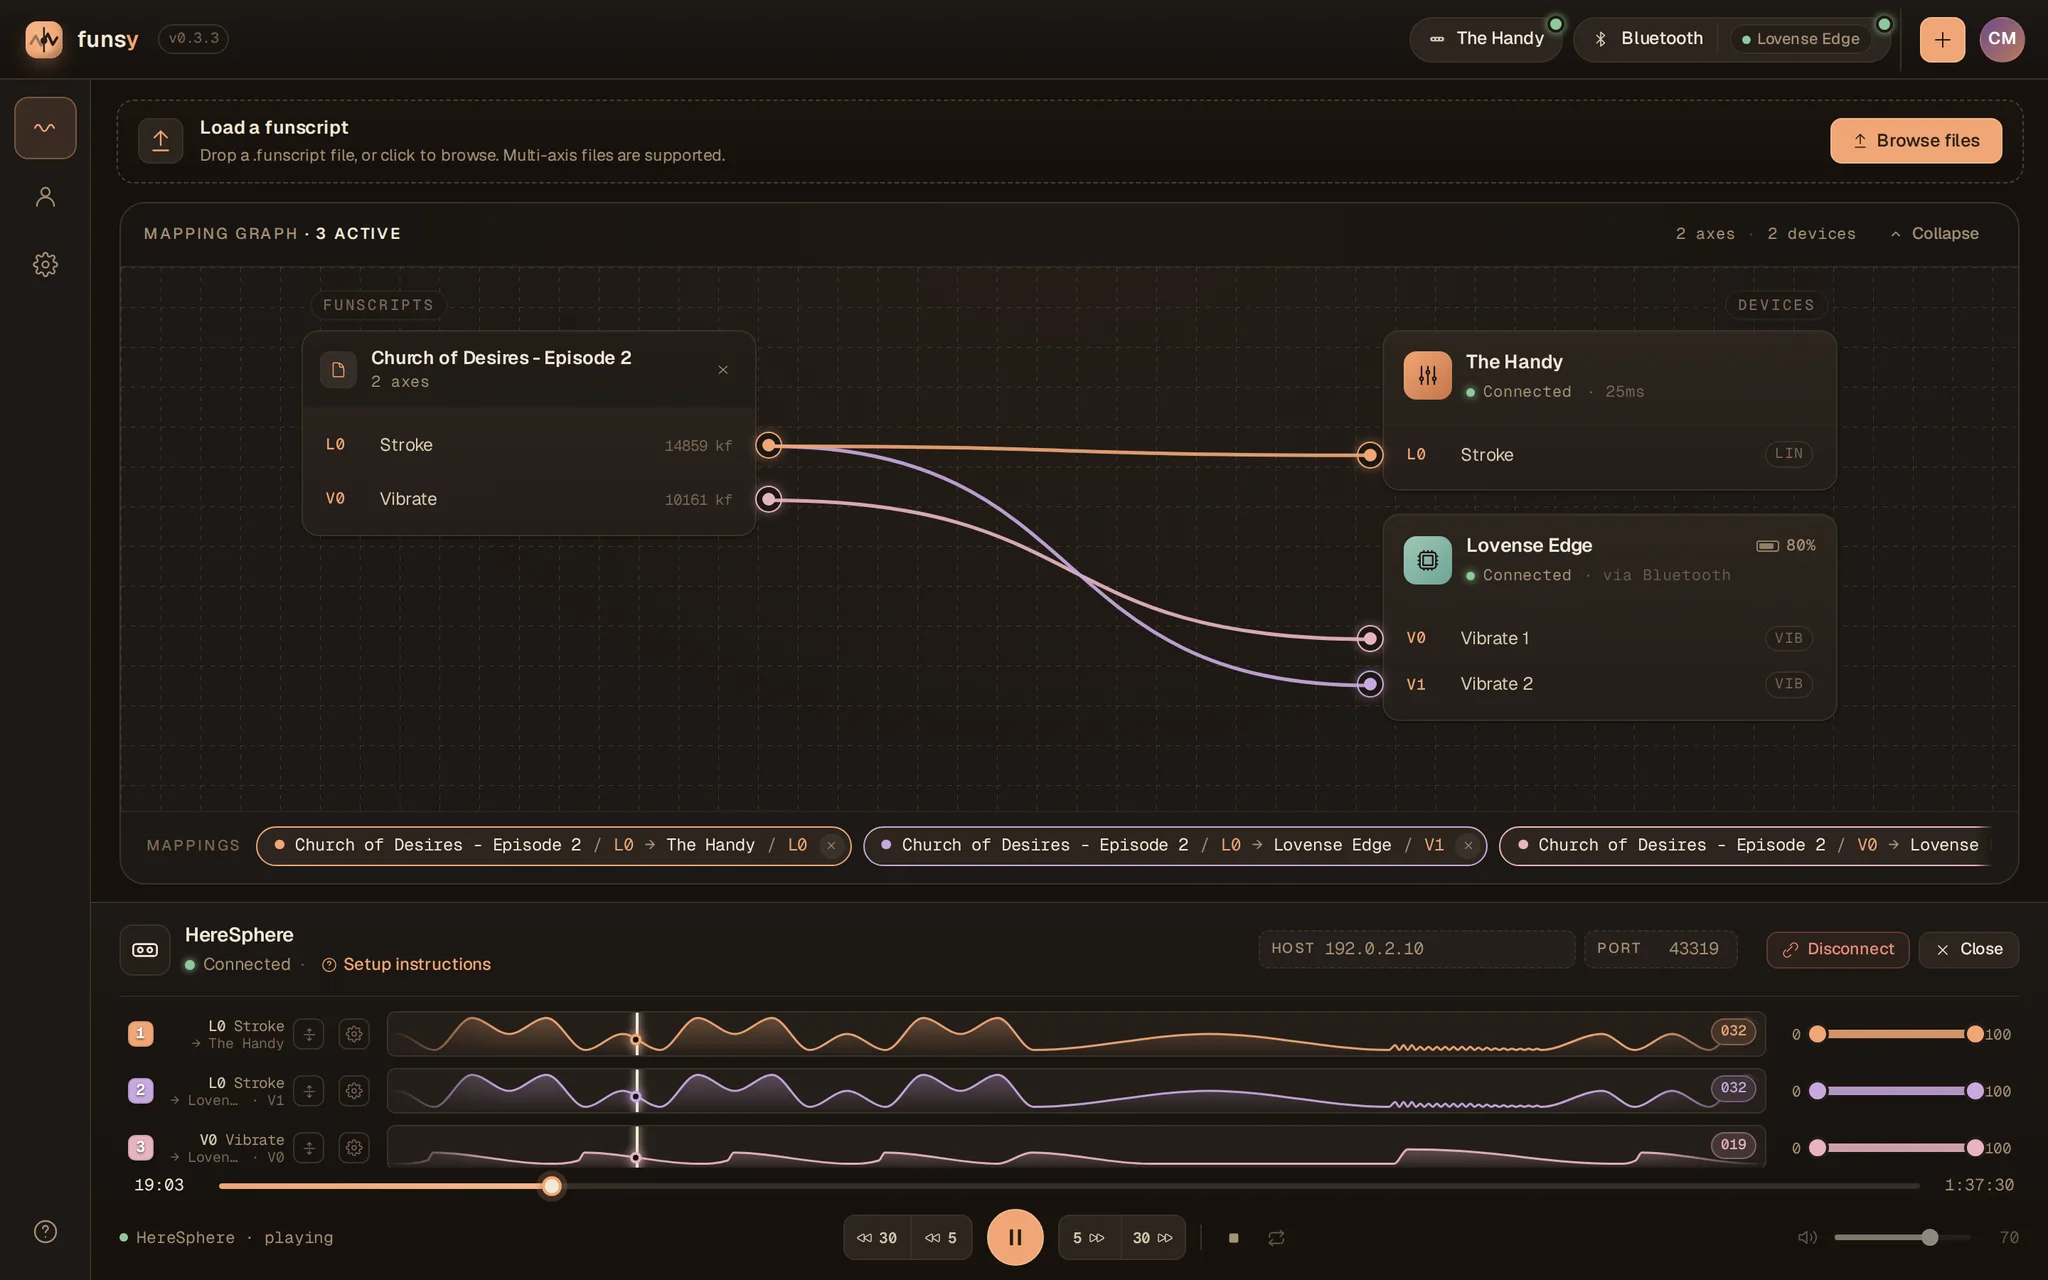 funsy v0.3.3
The Handy
Bluetooth
Lovense Edge
CM
Load a funscript
Drop a .funscript file, or click to browse. Multi-axis files are supported.
Browse files
MAPPING GRAPH · 3 ACTIVE
2 axes · 2 devices
Collapse
FUNSCRIPTS
DEVICES
Church of Desires - Episode 2
2 axes
L0 Stroke 14859 kf
V0 Vibrate 10161 kf
The Handy
Connected · 25ms
L0 Stroke LIN
Lovense Edge 80%
Connected · via Bluetooth
V0 Vibrate 1 VIB
V1 Vibrate 2 VIB
MAPPINGS
Church of Desires - Episode 2 / L0 → The Handy / L0 ×
Church of Desires - Episode 2 / L0 → Lovense Edge / V1 ×
Church of Desires - Episode 2 / V0 → Lovense
HereSphere
Connected · Setup instructions
HOST 192.0.2.10
PORT 43319
Disconnect
Close
1 L0 Stroke
→ The Handy
032
0 100
2 L0 Stroke
→ Loven… · V1
032
0 100
3 V0 Vibrate
→ Loven… · V0
019
0 100
19:03
1:37:30
HereSphere · playing
30
5
5
30
70